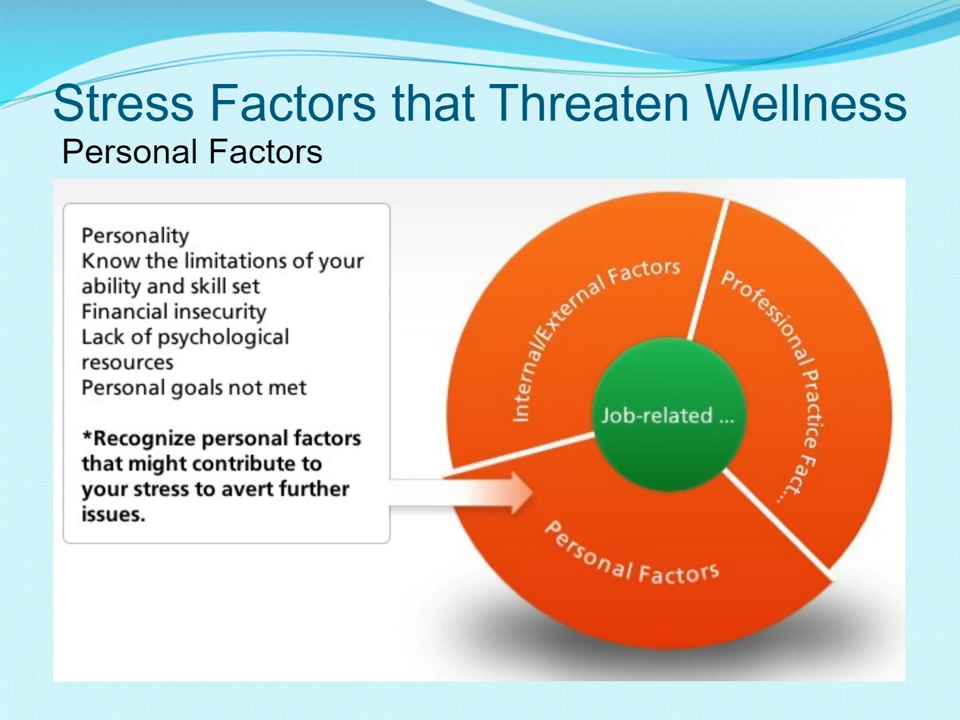 Stress Factors that Threaten Wellness
Personal Factors
Personality
Know the limitations of your
ability and skill set
Financial insecurity
Lack of psychological
resources
Personal goals not met
*Recognize personal factors
that might contribute to
your stress to avert further
issues.
Internal/External Factors
Professional Practice Fact...
Job-related ...
Personal Factors